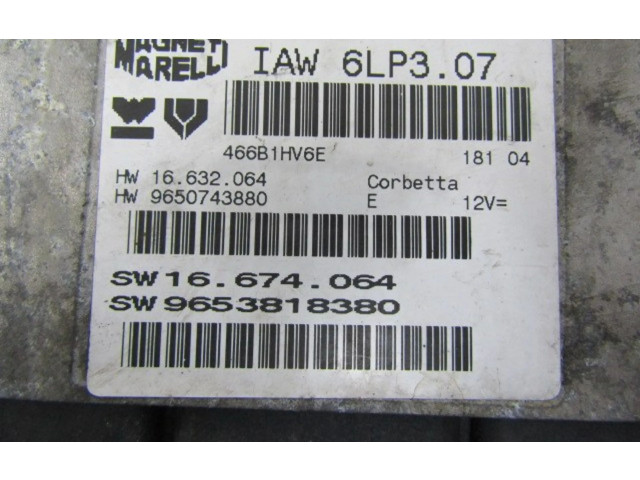 MAGNETI
MARELLI
IAW 6LP3.07
466B1HV6E 181 04
HW 16.632.064 Corbetta
HW 9650743880 E 12V=
SW 16.674.064
SW 9653818380